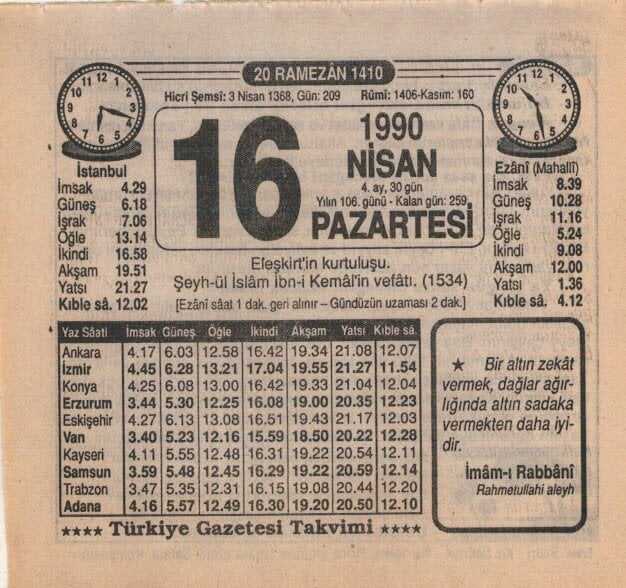 20 RAMEZÂN 1410
Hicri Şemsî: 3 Nisan 1368, Gün: 209 Rûmî: 1406-Kasım: 160
16
1990
NİSAN
4. ay, 30 gün
Yılın 106. günü - Kalan gün: 259
PAZARTESİ
İstanbul
İmsak 4.29
Güneş 6.18
İşrak 7.06
Öğle 13.14
İkindi 16.58
Akşam 19.51
Yatsı 21.27
Kıble sâ. 12.02
Ezânî (Mahallî)
İmsak 8.39
Güneş 10.28
İşrak 11.16
Öğle 5.24
İkindi 9.08
Akşam 12.00
Yatsı 1.36
Kıble sâ. 4.12
Eleşkirt'in kurtuluşu.
Şeyh-ül İslâm ibn-i Kemâl'in vefâtı. (1534)
[Ezânî sâat 1 dak. geri alınır – Gündüzün uzaması 2 dak.]
Yaz Sâati İmsak Güneş Öğle İkindi Akşam Yatsı Kıble sâ.
Ankara 4.17 6.03 12.58 16.42 19.34 21.08 12.07
İzmir 4.45 6.28 13.21 17.04 19.55 21.27 11.54
Konya 4.25 6.08 13.00 16.42 19.33 21.04 12.04
Erzurum 3.44 5.30 12.25 16.08 19.00 20.35 12.23
Eskişehir 4.27 6.13 13.08 16.51 19.43 21.17 12.03
Van 3.40 5.23 12.16 15.59 18.50 20.22 12.28
Kayseri 4.11 5.55 12.48 16.31 19.22 20.54 12.11
Samsun 3.59 5.48 12.45 16.29 19.22 20.59 12.14
Trabzon 3.47 5.35 12.31 16.15 19.08 20.44 12.20
Adana 4.16 5.57 12.49 16.30 19.20 20.50 12.10
★★★★ Türkiye Gazetesi Takvimi ★★★★
★ Bir altın zekât
vermek, dağlar ağır-
lığında altın sadaka
vermekten daha iyi-
dir.
İmâm-ı Rabbânî
Rahmetullahi aleyh